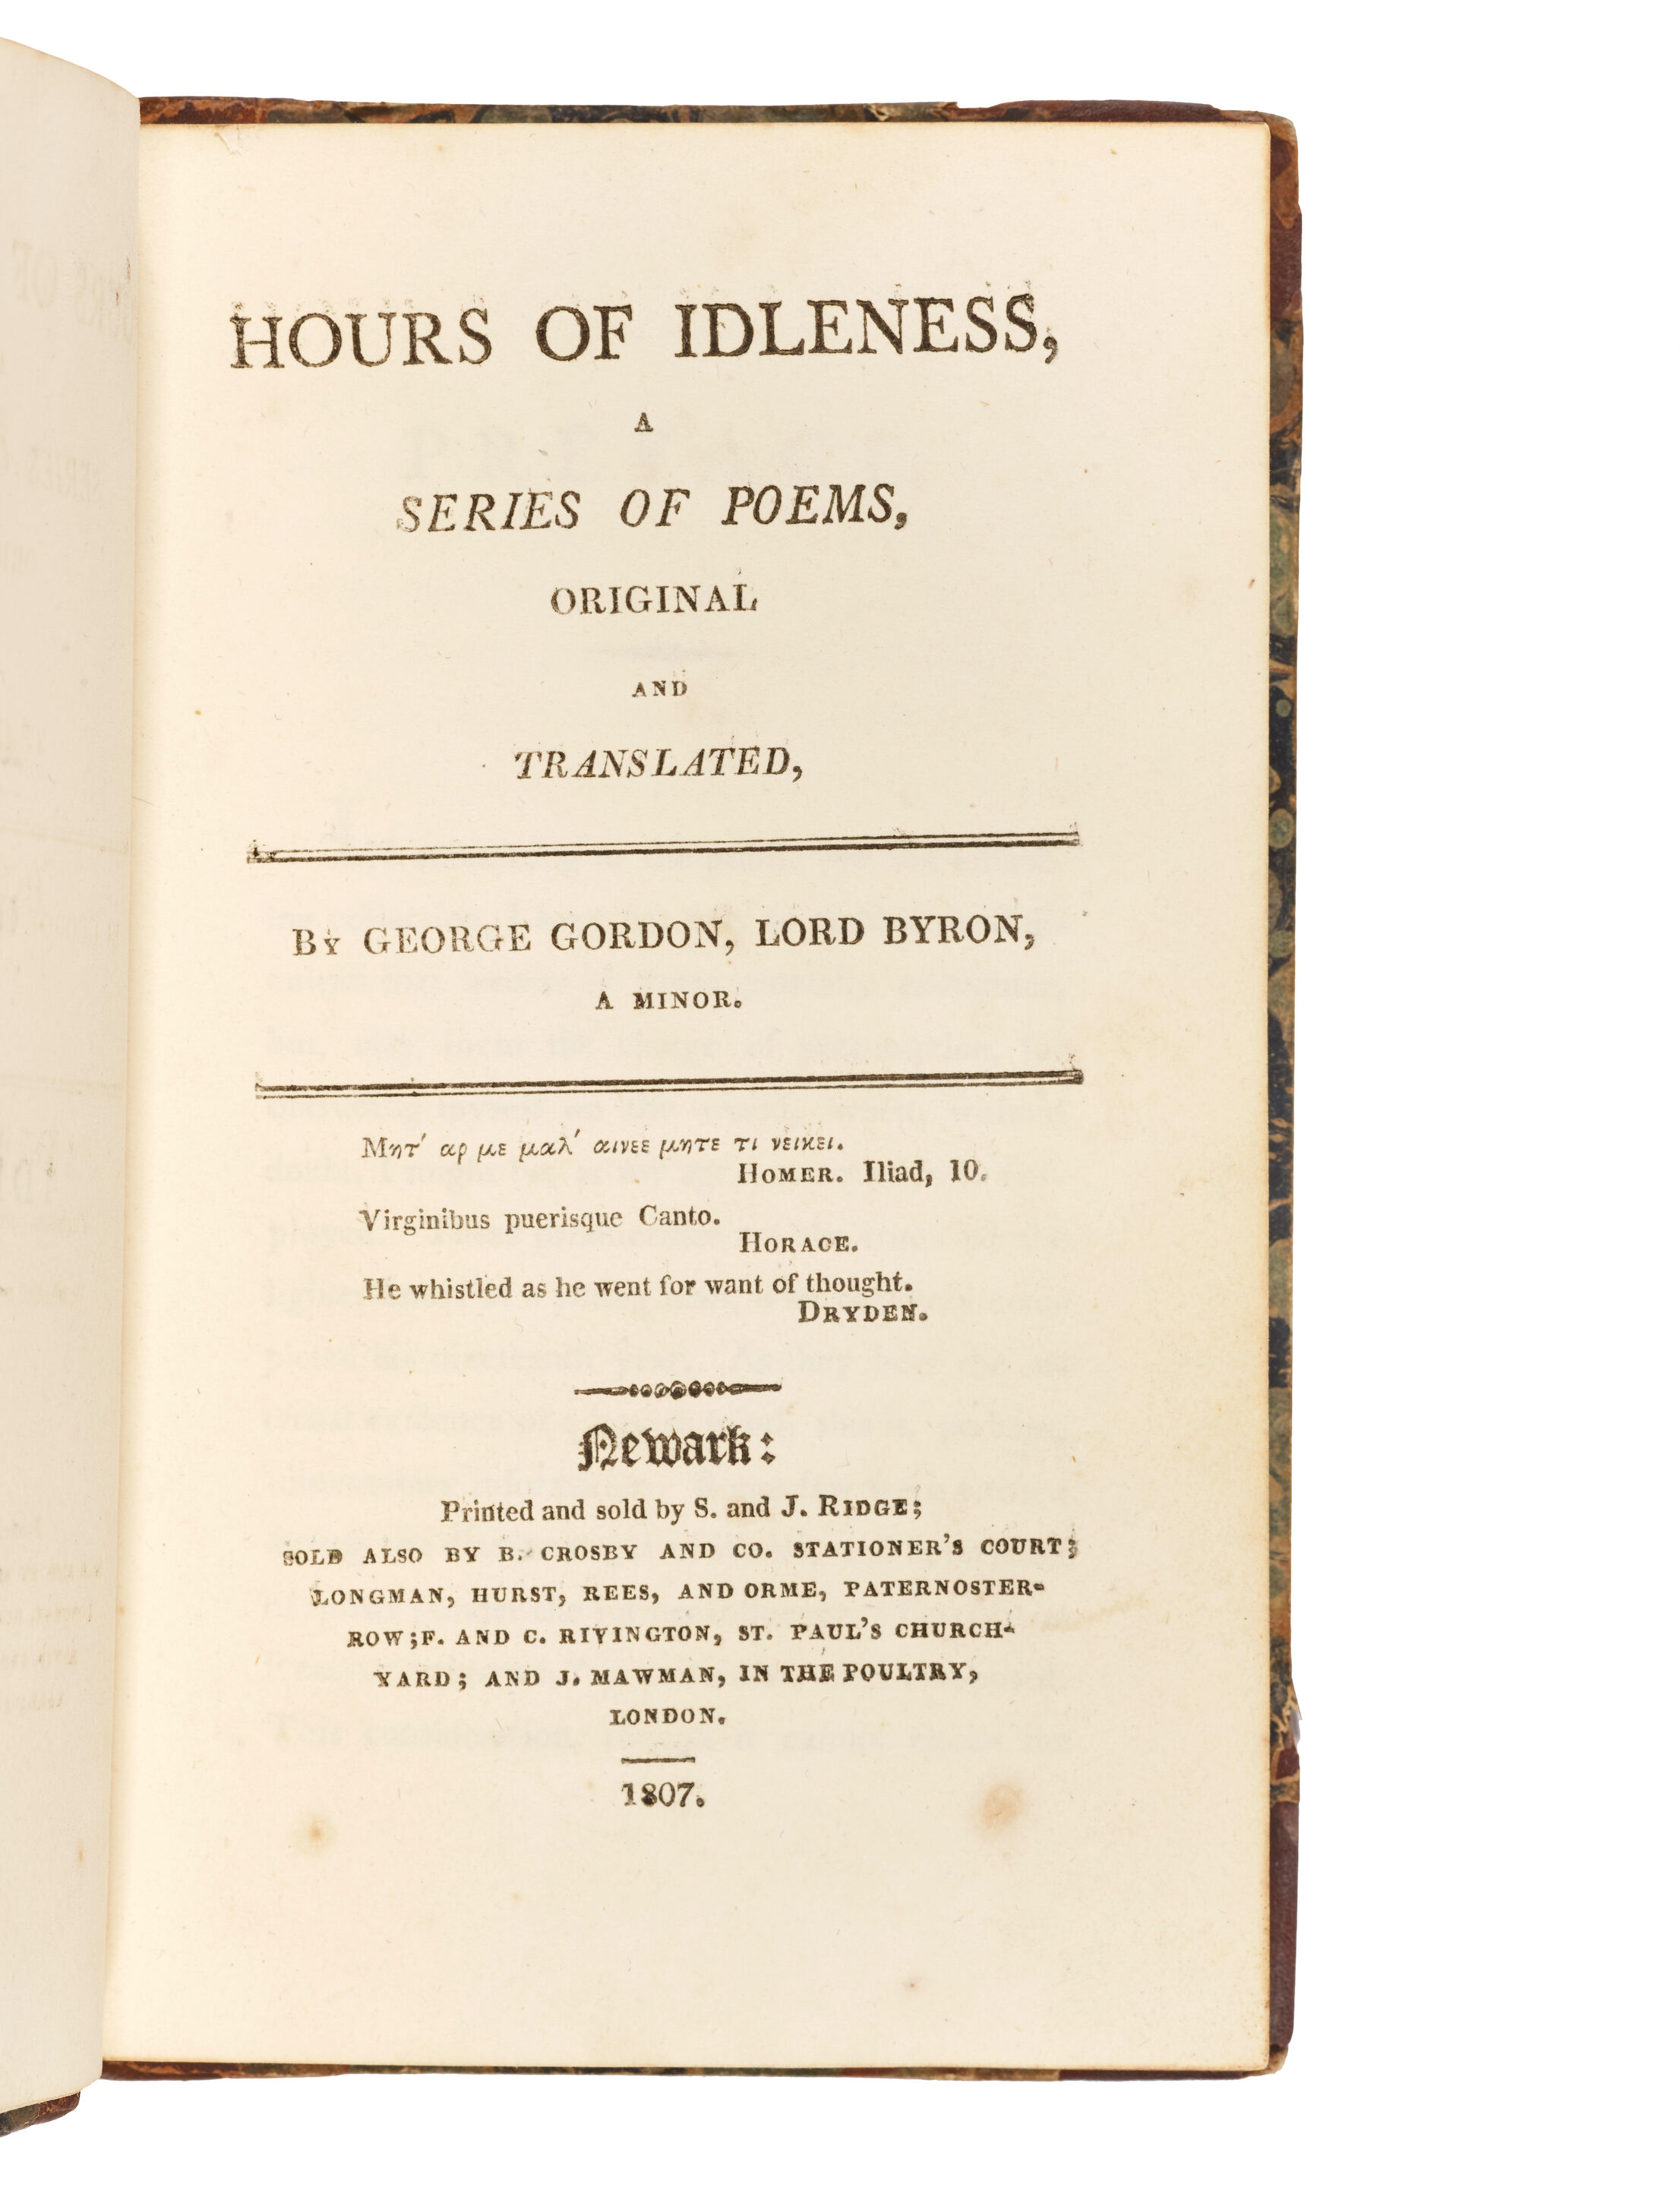 HOURS OF IDLENESS,
A
SERIES OF POEMS,
ORIGINAL
AND
TRANSLATED,
By GEORGE GORDON, LORD BYRON,
A MINOR.
Μητ' αρ με μαλ' αινεε μητε τι νεικει.
HOMER. Iliad, 10.
Virginibus puerisque Canto.
HORACE.
He whistled as he went for want of thought.
DRYDEN.
Newark:
Printed and sold by S. and J. RIDGE;
SOLD ALSO BY B. CROSBY AND CO. STATIONER'S COURT;
LONGMAN, HURST, REES, AND ORME, PATERNOSTER-
ROW; F. AND C. RIVINGTON, ST. PAUL'S CHURCH-
YARD; AND J. MAWMAN, IN THE POULTRY,
LONDON.
1807.